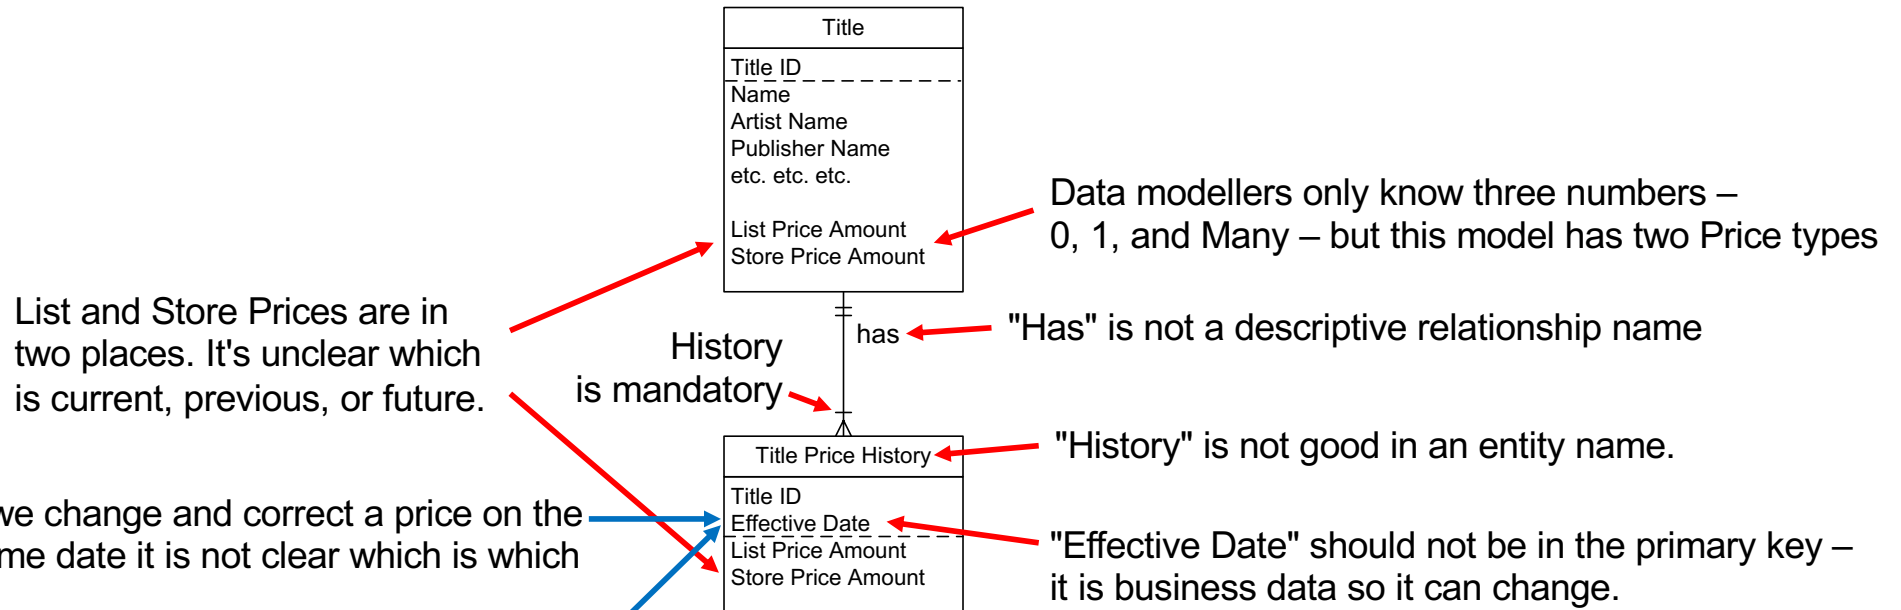 Title
Title ID
Name
Artist Name
Publisher Name
etc. etc. etc.
List Price Amount
Store Price Amount
Data modellers only know three numbers –
0, 1, and Many – but this model has two Price types
List and Store Prices are in
two places. It's unclear which
is current, previous, or future.
has
"Has" is not a descriptive relationship name
History
is mandatory
Title Price History
"History" is not good in an entity name.
Title ID
Effective Date
List Price Amount
Store Price Amount
we change and correct a price on the
me date it is not clear which is which
"Effective Date" should not be in the primary key –
it is business data so it can change.